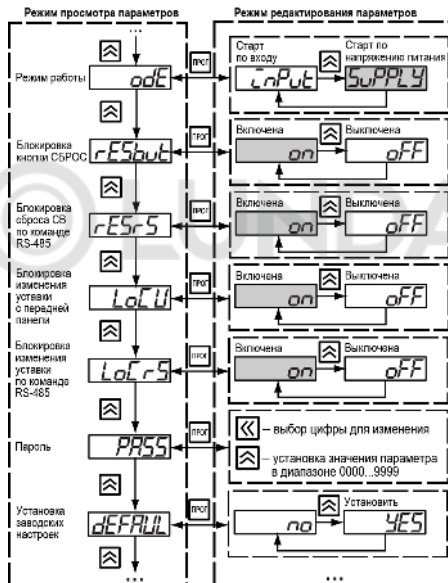 Режим просмотра параметров
Режим редактирования параметров
...
Режим работы
odE
ПРОГ
Старт по входу
inPut
Старт по напряжению питания
SuPPLY
Блокировка кнопки СБРОС
rESbut
ПРОГ
Включена
on
Выключена
oFF
Блокировка сброса СВ по команде RS-485
rESrS
ПРОГ
Включена
on
Выключена
oFF
Блокировка изменения уставки с передней панели
LoCU
ПРОГ
Включена
on
Выключена
oFF
Блокировка изменения уставки по команде RS-485
LoCrS
ПРОГ
Включена
on
Выключена
oFF
Пароль
PASS
ПРОГ
– выбор цифры для изменения
– установка значения параметра
в диапазоне 0000...9999
Установка заводских настроек
dEFAUL
ПРОГ
no
Установить
YES
...
...
LUNDA